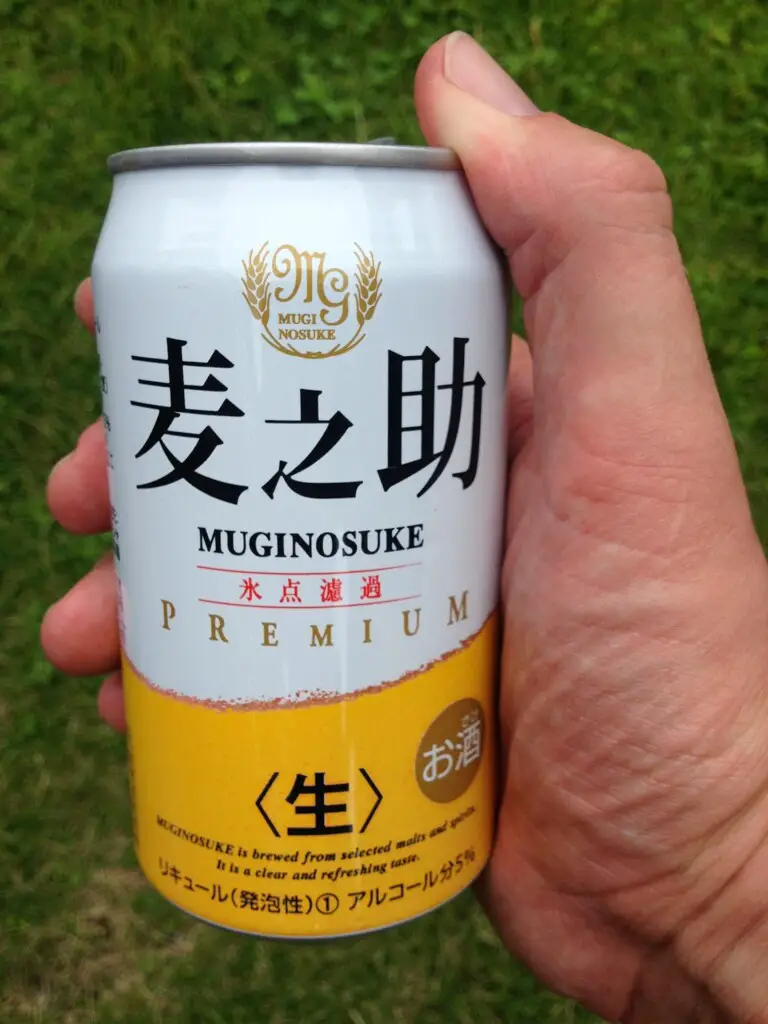 MG
MUGI
NOSUKE
麦之助
MUGINOSUKE
氷点濾過
PREMIUM
さけ
お酒
〈生〉
MUGINOSUKE is brewed from selected malts and spirits.
It is a clear and refreshing taste.
リキュール(発泡性)① アルコール分5%